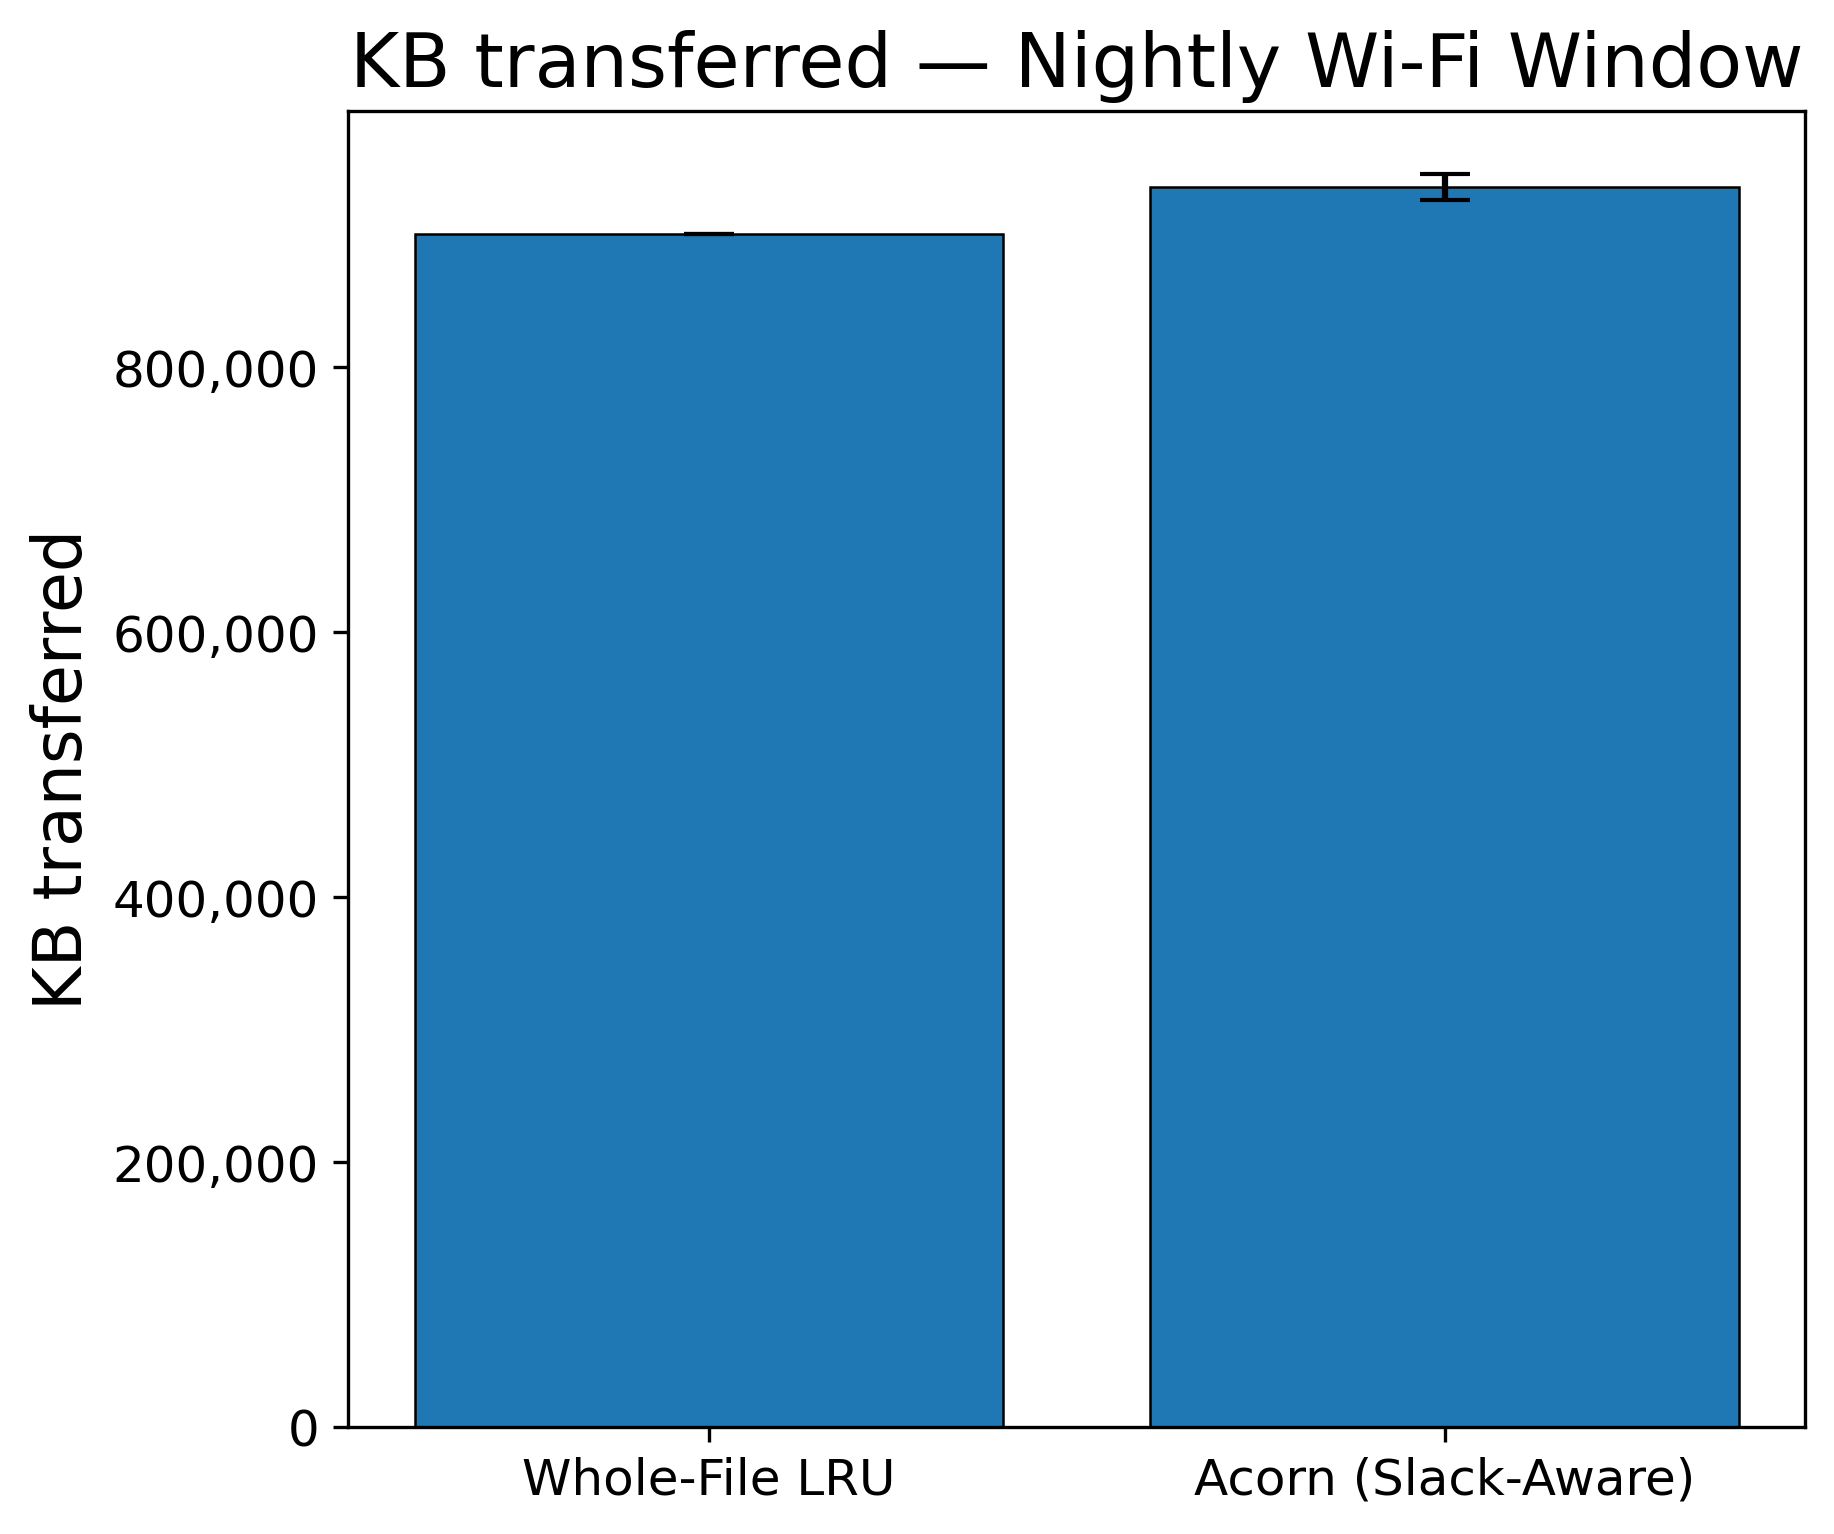 KB transferred — Nightly Wi-Fi Window
KB transferred
800,000
600,000
400,000
200,000
0
Whole-File LRU
Acorn (Slack-Aware)